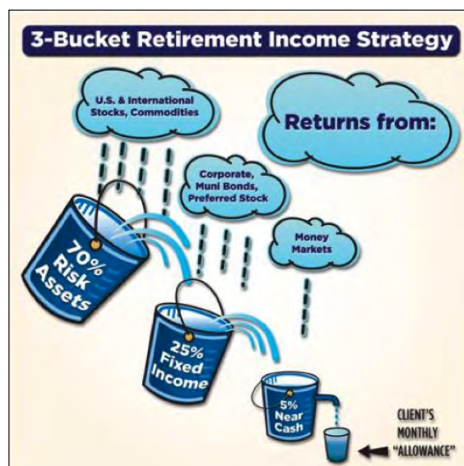 3-Bucket Retirement Income Strategy
U.S. & International
Stocks, Commodities
Returns from:
Corporate,
Muni Bonds,
Preferred Stock
Money
Markets
70%
Risk
Assets
25%
Fixed
Income
5%
Near
Cash
CLIENT'S
MONTHLY
"ALLOWANCE"